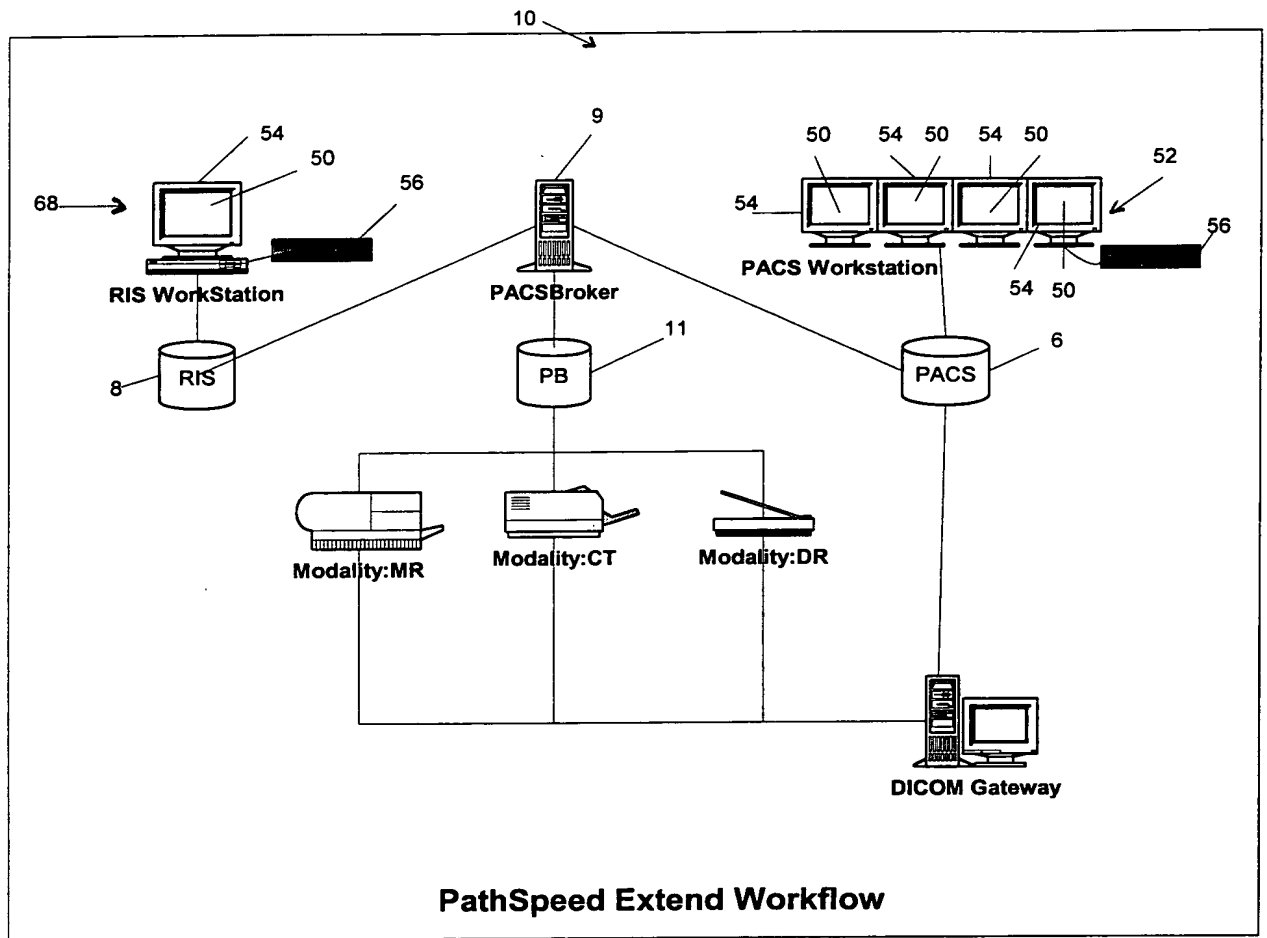 10
9
54
50
68
56
50 54 50 54 50
52
54
56
RIS WorkStation
PACSBroker
PACS Workstation
54 50
11
6
8
RIS
PB
PACS
Modality:MR
Modality:CT
Modality:DR
DICOM Gateway
PathSpeed Extend Workflow